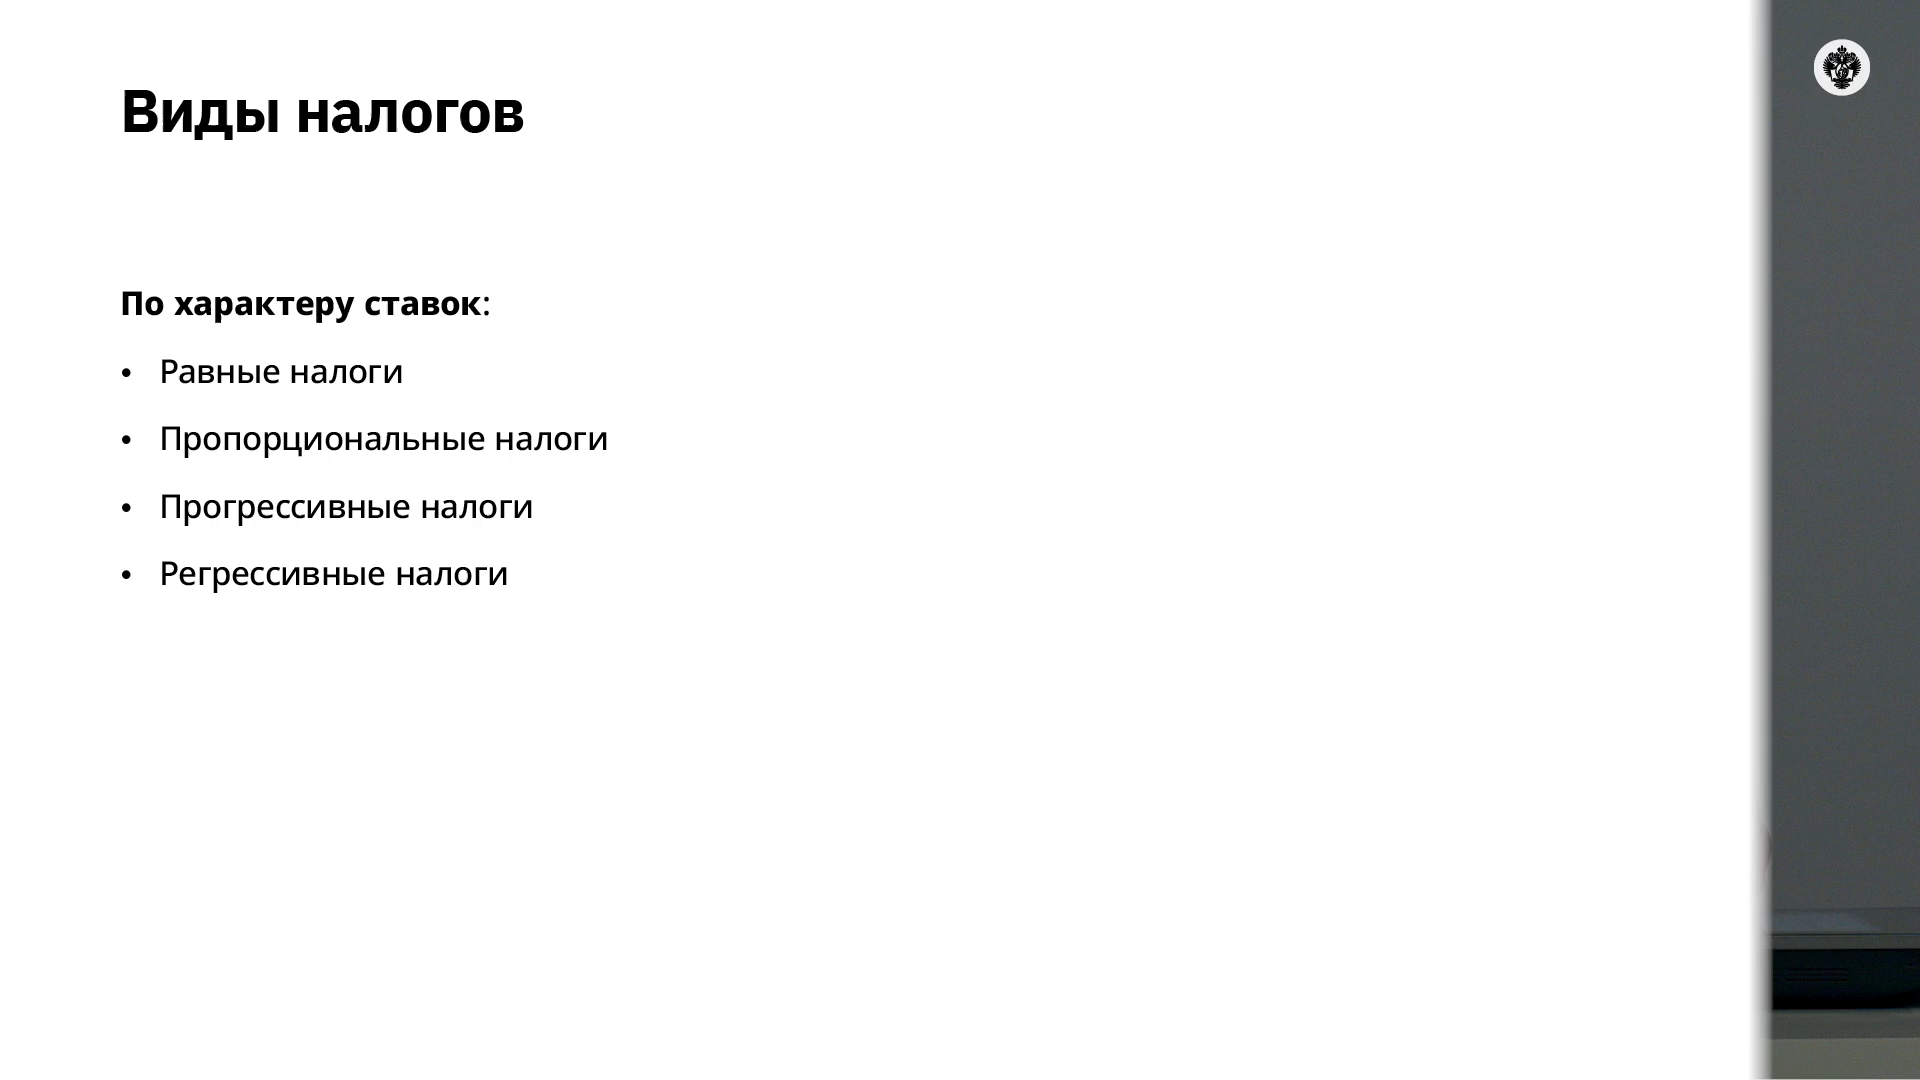 Виды налогов
По характеру ставок:
• Равные налоги
• Пропорциональные налоги
• Прогрессивные налоги
• Регрессивные налоги